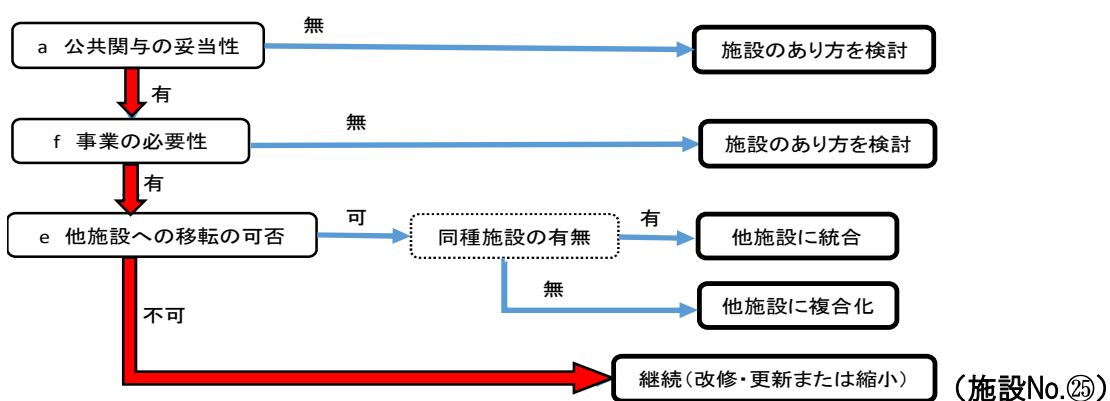 無
a 公共関与の妥当性
施設のあり方を検討
有
無
f 事業の必要性
施設のあり方を検討
有
可
有
e 他施設への移転の可否
同種施設の有無
他施設に統合
無
他施設に複合化
不可
継続(改修・更新または縮小)
(施設No.㉕)